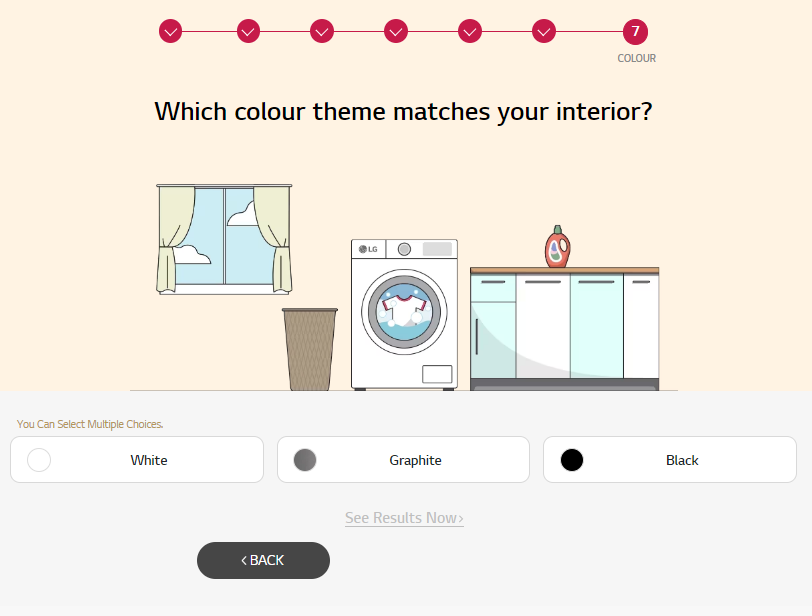 7
COLOUR
Which colour theme matches your interior?
LG
You Can Select Multiple Choices.
White
Graphite
Black
See Results Now›
‹ BACK